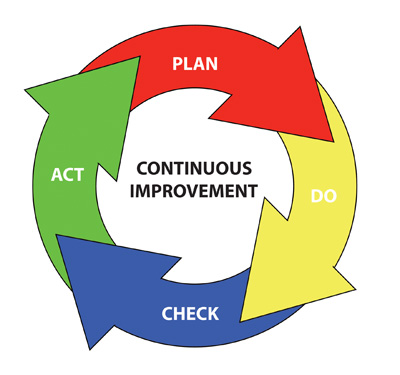 PLAN
DO
CHECK
ACT
CONTINUOUS
IMPROVEMENT